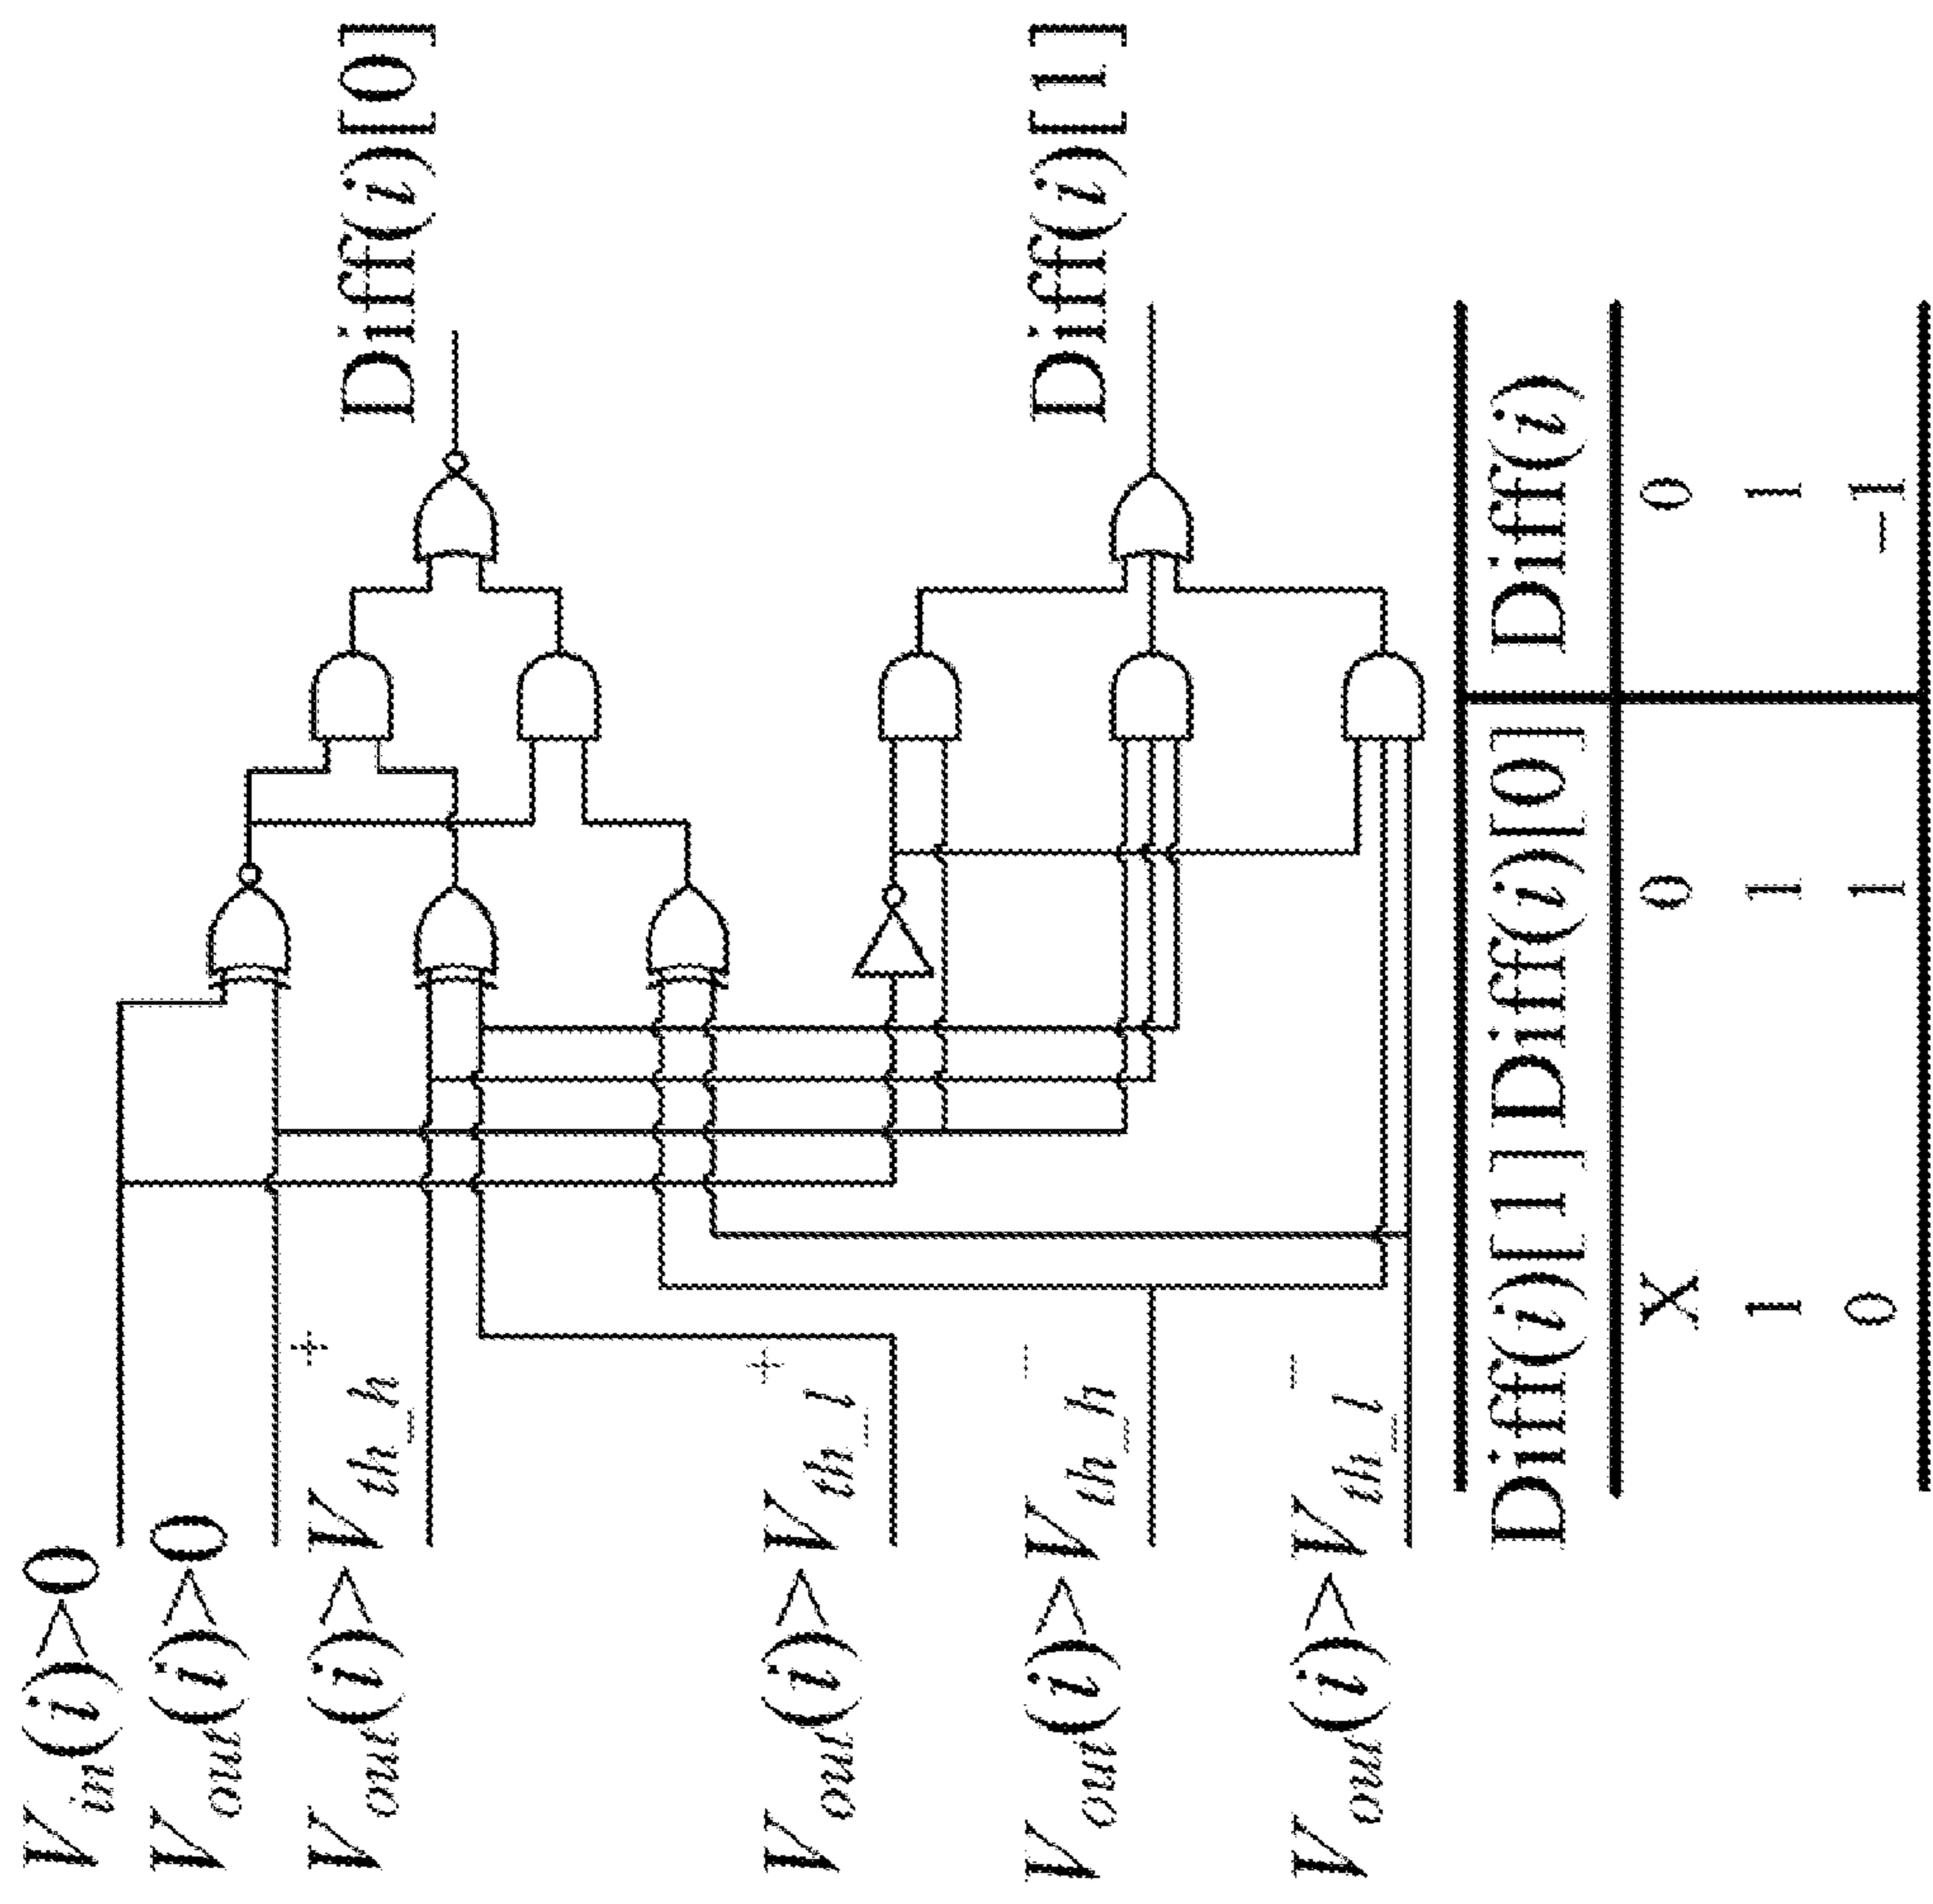 V_in(i)>0
V_out(i)>0
V_out(i)>V_th_h^+
V_out(i)>V_th_l^+
V_out(i)>V_th_h^-
V_out(i)>V_th_l^-
Diff(i)[0]
Diff(i)[1]
Diff(i)[1] Diff(i)[0] Diff(i)
X 0 0
1 1 1
0 1 -1